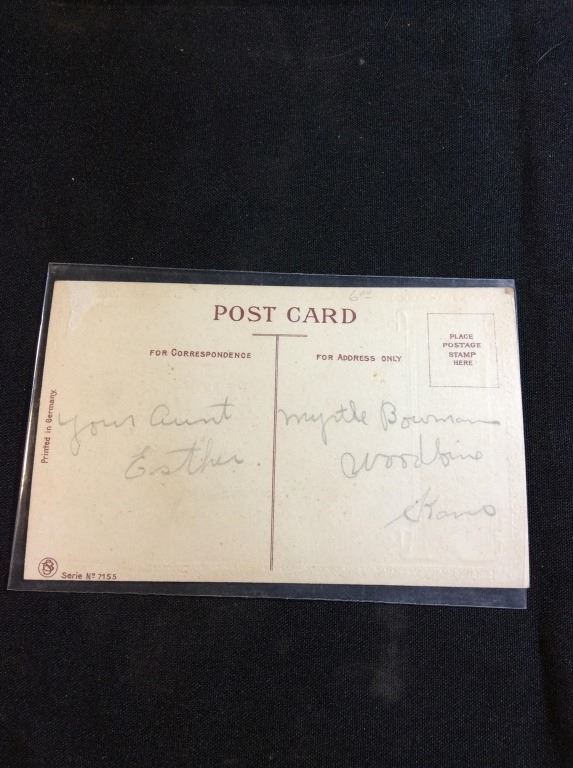 6.00
POST CARD
FOR CORRESPONDENCE
FOR ADDRESS ONLY
PLACE
POSTAGE
STAMP
HERE
Printed in Germany.
Your Aunt
Esther.
Myrtle Bowman
Woodbine
Kans
Serie No 7155